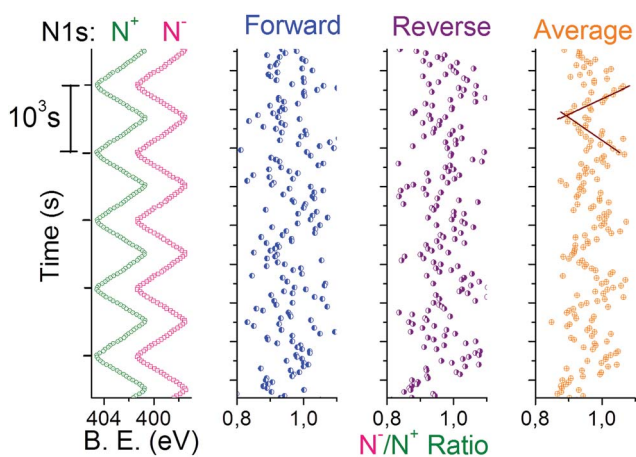 N1s: N⁺ N⁻ Forward Reverse Average
10³s
Time (s)
404 400 0,8 1,0 0,8 1,0 0,8 1,0
B. E. (eV) N⁻/N⁺ Ratio